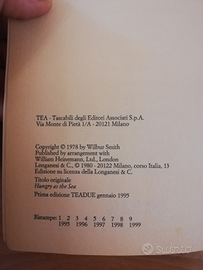 TEA - Tascabili degli Editori Associati S.p.A.
Via Monte di Pietà 1/A - 20121 Milano
Copyright © 1978 by Wilbur Smith
Published by arrangement with
William Heinemann, Ltd., London
Longanesi & C., © 1980 - 20122 Milano, corso Italia, 13
Edizione su licenza della Longanesi & C.
Titolo originale
Hungry as the Sea
Prima edizione TEADUE gennaio 1995
Ristampe: 1 2 3 4 5 6 7 8 9
1995 1996 1997 1998 1999
subito